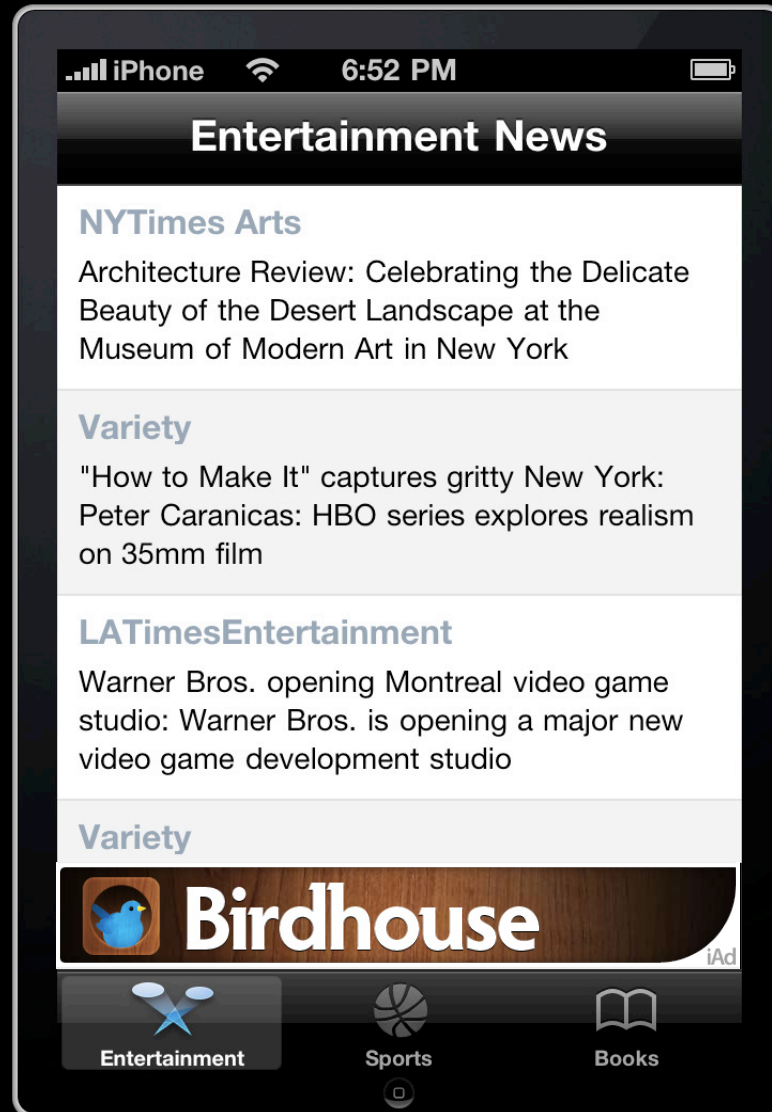 iPhone 6:52 PM
Entertainment News
NYTimes Arts
Architecture Review: Celebrating the Delicate
Beauty of the Desert Landscape at the
Museum of Modern Art in New York
Variety
"How to Make It" captures gritty New York:
Peter Caranicas: HBO series explores realism
on 35mm film
LATimesEntertainment
Warner Bros. opening Montreal video game
studio: Warner Bros. is opening a major new
video game development studio
Variety
Birdhouse
iAd
Entertainment Sports Books